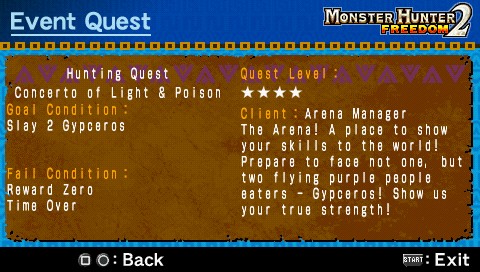 Event Quest
MONSTER HUNTER
FREEDOM 2
Hunting Quest
Concerto of Light & Poison
Goal Condition:
Slay 2 Gypceros
Fail Condition:
Reward Zero
Time Over
Quest Level:
★★★★
Client: Arena Manager
The Arena! A place to show
your skills to the world!
Prepare to face not one, but
two flying purple people
eaters - Gypceros! Show us
your true strength!
□ ○: Back
START: Exit